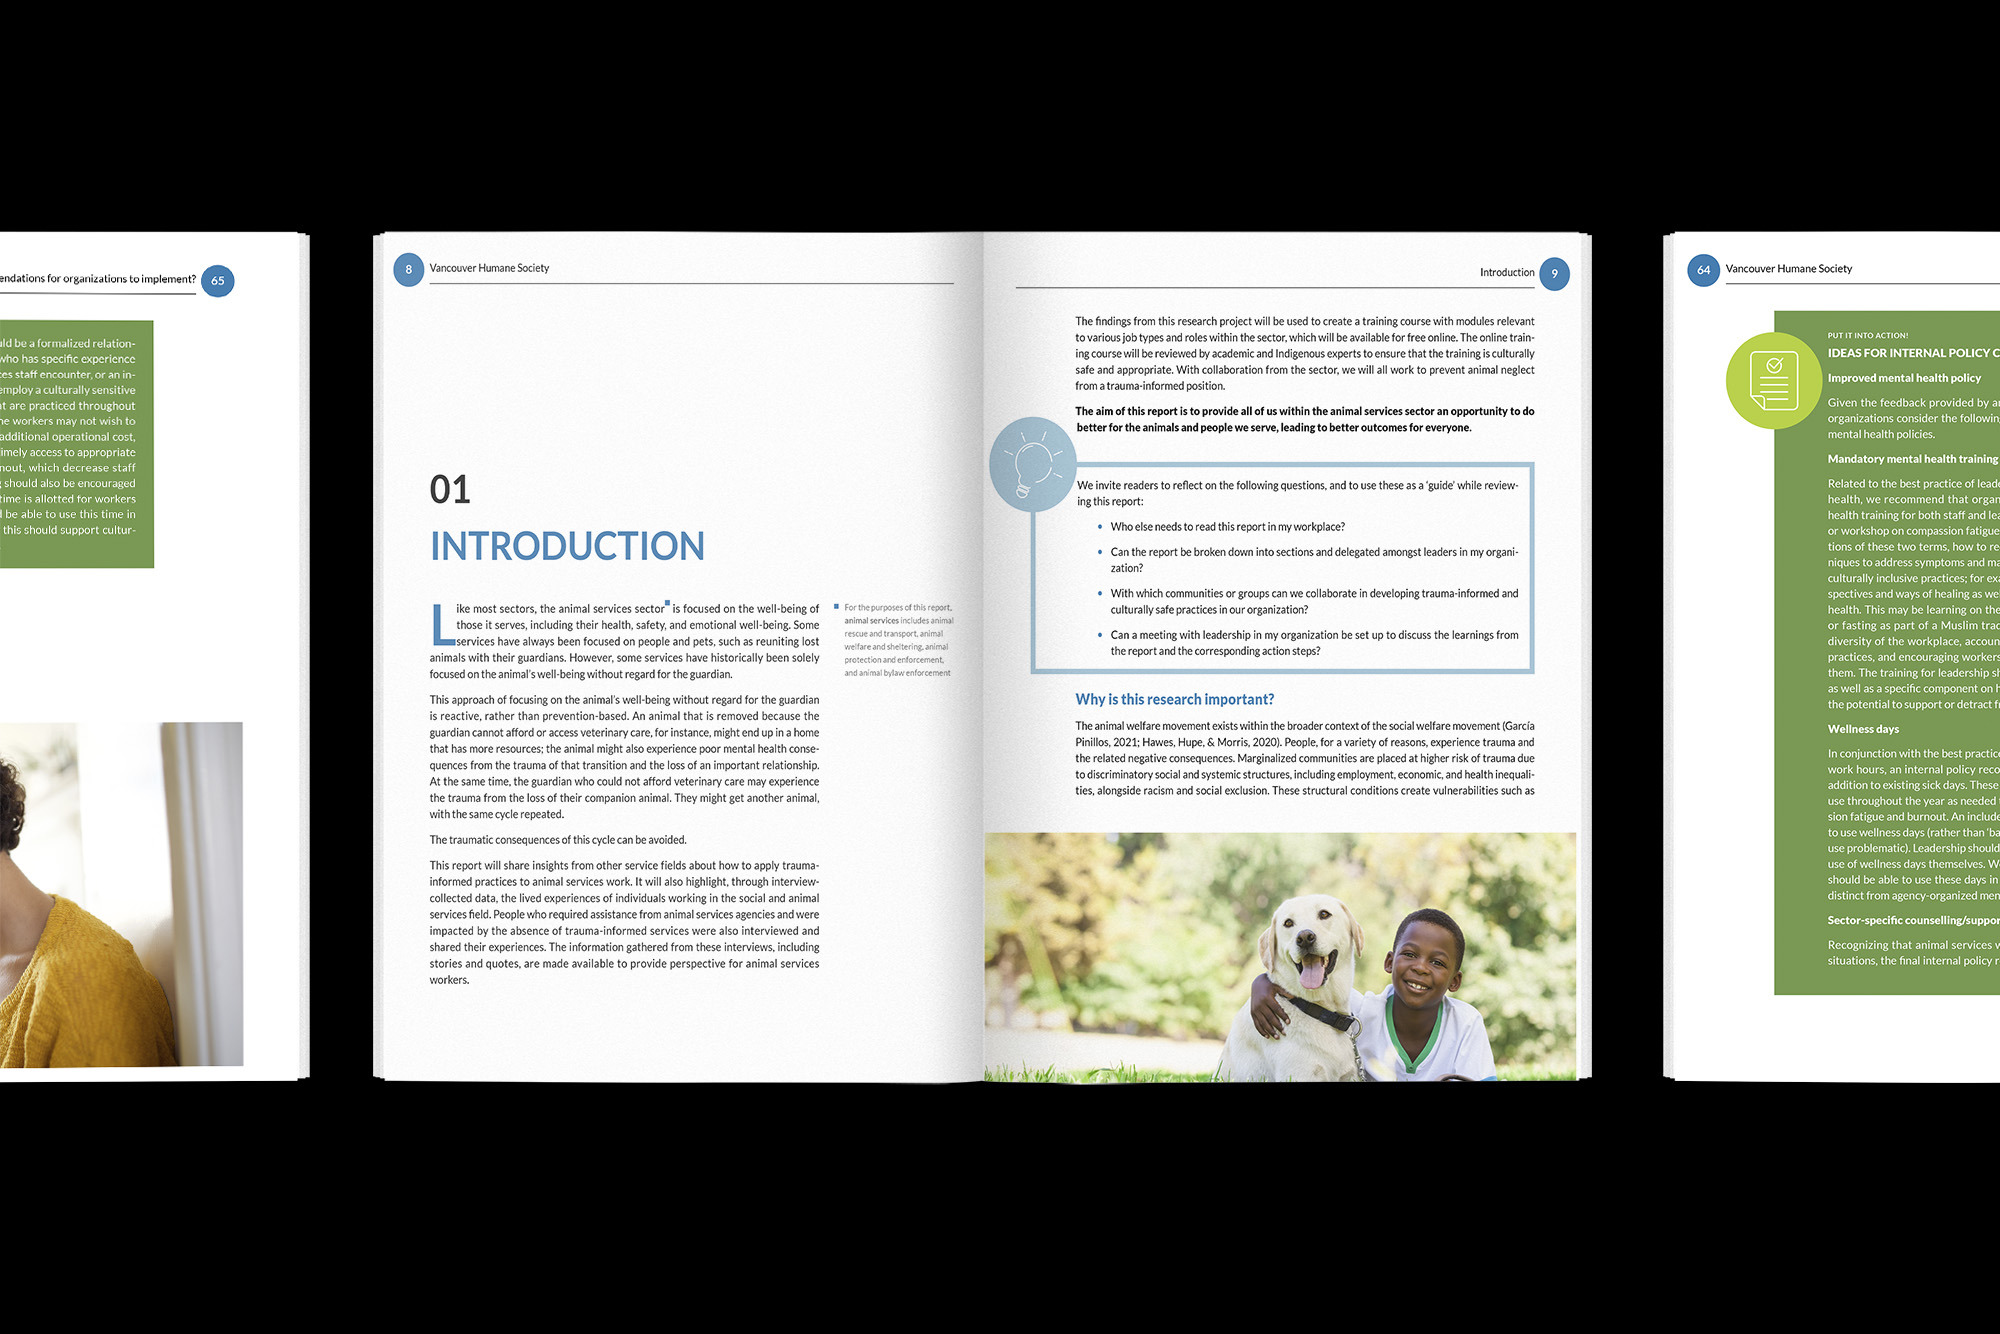 endations for organizations to implement? 65
uld be a formalized relation-
who has specific experience
ces staff encounter, or an in-
employ a culturally sensitive
nt are practiced throughout
ne workers may not wish to
additional operational cost,
imely access to appropriate
nout, which decrease staff
g should also be encouraged
time is allotted for workers
l be able to use this time in
this should support cultur-
8 Vancouver Humane Society
01
INTRODUCTION
Like most sectors, the animal services sector is focused on the well-being of
those it serves, including their health, safety, and emotional well-being. Some
services have always been focused on people and pets, such as reuniting lost
animals with their guardians. However, some services have historically been solely
focused on the animal's well-being without regard for the guardian.
This approach of focusing on the animal's well-being without regard for the guardian
is reactive, rather than prevention-based. An animal that is removed because the
guardian cannot afford or access veterinary care, for instance, might end up in a home
that has more resources; the animal might also experience poor mental health conse-
quences from the trauma of that transition and the loss of an important relationship.
At the same time, the guardian who could not afford veterinary care may experience
the trauma from the loss of their companion animal. They might get another animal,
with the same cycle repeated.
The traumatic consequences of this cycle can be avoided.
This report will share insights from other service fields about how to apply trauma-
informed practices to animal services work. It will also highlight, through interview-
collected data, the lived experiences of individuals working in the social and animal
services field. People who required assistance from animal services agencies and were
impacted by the absence of trauma-informed services were also interviewed and
shared their experiences. The information gathered from these interviews, including
stories and quotes, are made available to provide perspective for animal services
workers.
For the purposes of this report,
animal services includes animal
rescue and transport, animal
welfare and sheltering, animal
protection and enforcement,
and animal bylaw enforcement
Introduction 9
The findings from this research project will be used to create a training course with modules relevant
to various job types and roles within the sector, which will be available for free online. The online train-
ing course will be reviewed by academic and Indigenous experts to ensure that the training is culturally
safe and appropriate. With collaboration from the sector, we will all work to prevent animal neglect
from a trauma-informed position.
The aim of this report is to provide all of us within the animal services sector an opportunity to do
better for the animals and people we serve, leading to better outcomes for everyone.
We invite readers to reflect on the following questions, and to use these as a 'guide' while review-
ing this report:
• Who else needs to read this report in my workplace?
• Can the report be broken down into sections and delegated amongst leaders in my organi-
zation?
• With which communities or groups can we collaborate in developing trauma-informed and
culturally safe practices in our organization?
• Can a meeting with leadership in my organization be set up to discuss the learnings from
the report and the corresponding action steps?
Why is this research important?
The animal welfare movement exists within the broader context of the social welfare movement (García
Pinillos, 2021; Hawes, Hupe, & Morris, 2020). People, for a variety of reasons, experience trauma and
the related negative consequences. Marginalized communities are placed at higher risk of trauma due
to discriminatory social and systemic structures, including employment, economic, and health inequali-
ties, alongside racism and social exclusion. These structural conditions create vulnerabilities such as
64 Vancouver Humane Society
PUT IT INTO ACTION!
IDEAS FOR INTERNAL POLICY C
Improved mental health policy
Given the feedback provided by an
organizations consider the following
mental health policies.
Mandatory mental health training
Related to the best practice of leade
health, we recommend that organ
health training for both staff and lea
or workshop on compassion fatigue
tions of these two terms, how to re
niques to address symptoms and ma
culturally inclusive practices; for exa
spectives and ways of healing as we
health. This may be learning on the
or fasting as part of a Muslim trad
diversity of the workplace, accoun
practices, and encouraging workers
them. The training for leadership sh
as well as a specific component on h
the potential to support or detract f
Wellness days
In conjunction with the best practice
work hours, an internal policy reco
addition to existing sick days. These
use throughout the year as needed
sion fatigue and burnout. An include
to use wellness days (rather than 'ba
use problematic). Leadership should
use of wellness days themselves. W
should be able to use these days in
distinct from agency-organized men
Sector-specific counselling/suppor
Recognizing that animal services w
situations, the final internal policy r